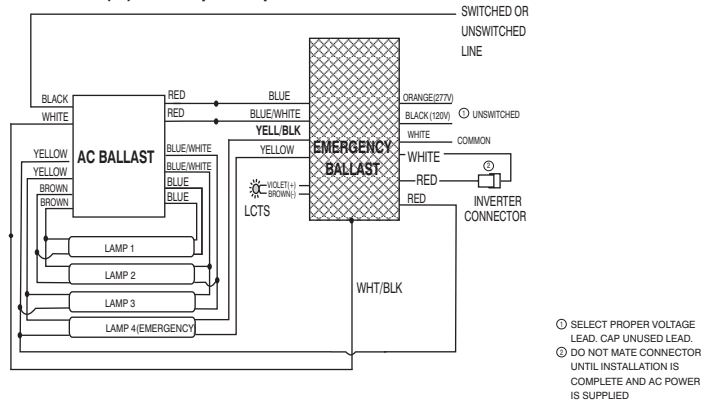 SWITCHED OR
UNSWITCHED
LINE
BLACK
WHITE
YELLOW
YELLOW
BROWN
BROWN
AC BALLAST
RED
RED
BLUE/WHITE
BLUE/WHITE
BLUE
BLUE
BLUE
BLUE/WHITE
YELL/BLK
YELLOW
VIOLET(+)
BROWN(-)
LCTS
EMERGENCY
BALLAST
ORANGE(277V)
BLACK (120V)
① UNSWITCHED
WHITE
COMMON
WHITE
RED
RED
②
INVERTER
CONNECTOR
LAMP 1
LAMP 2
LAMP 3
LAMP 4(EMERGENCY
WHT/BLK
① SELECT PROPER VOLTAGE
LEAD. CAP UNUSED LEAD.
② DO NOT MATE CONNECTOR
UNTIL INSTALLATION IS
COMPLETE AND AC POWER
IS SUPPLIED